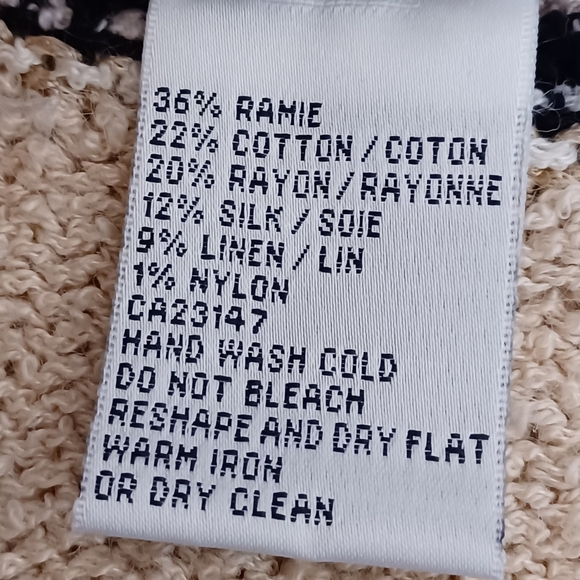 36% RAMIE
22% COTTON / COTON
20% RAYON / RAYONNE
12% SILK / SOIE
9% LINEN / LIN
1% NYLON
CA23147
HAND WASH COLD
DO NOT BLEACH
RESHAPE AND DRY FLAT
WARM IRON
OR DRY CLEAN